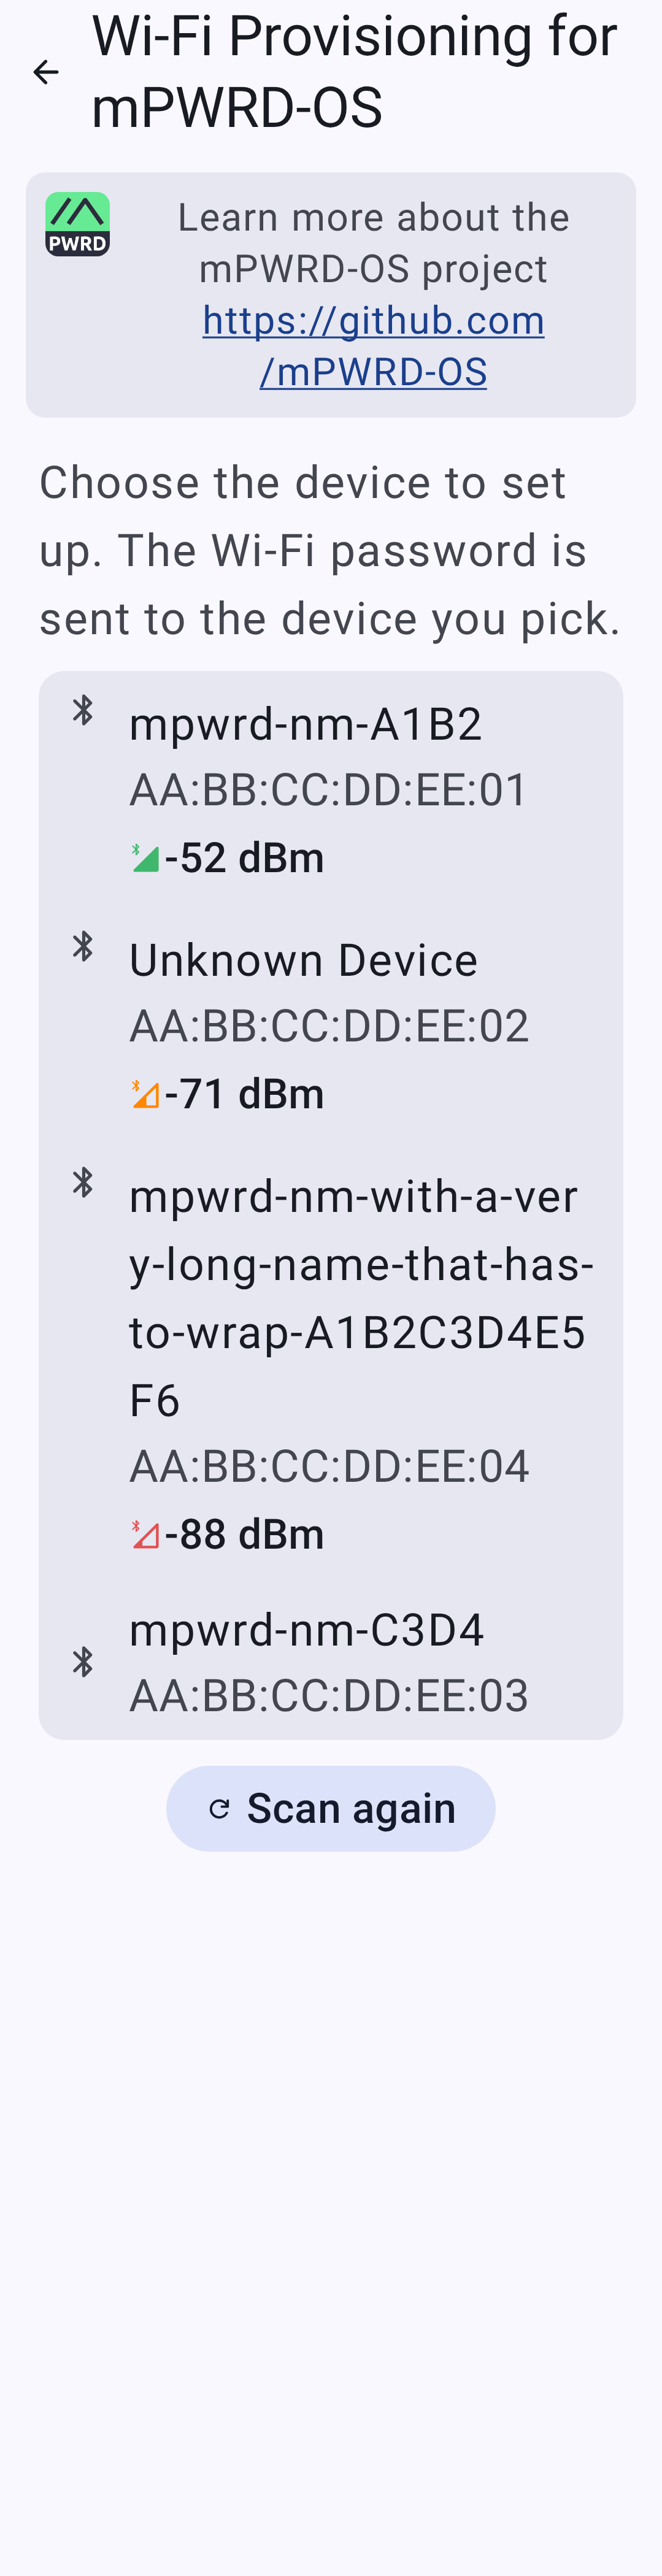 Wi-Fi Provisioning for
mPWRD-OS
PWRD
Learn more about the
mPWRD-OS project
https://github.com
/mPWRD-OS
Choose the device to set
up. The Wi-Fi password is
sent to the device you pick.
mpwrd-nm-A1B2
AA:BB:CC:DD:EE:01
-52 dBm
Unknown Device
AA:BB:CC:DD:EE:02
-71 dBm
mpwrd-nm-with-a-ver
y-long-name-that-has-
to-wrap-A1B2C3D4E5
F6
AA:BB:CC:DD:EE:04
-88 dBm
mpwrd-nm-C3D4
AA:BB:CC:DD:EE:03
Scan again